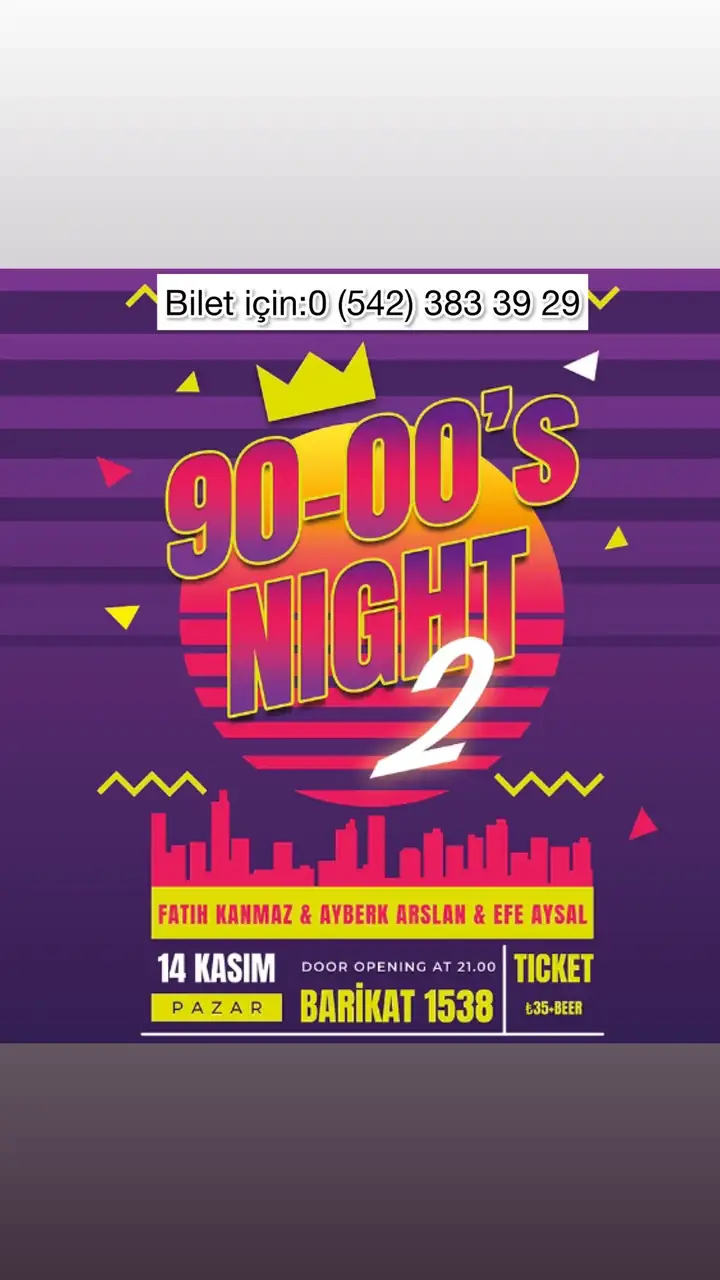 Bilet için:0 (542) 383 39 29
90-00's
NIGHT
2
FATIH KANMAZ & AYBERK ARSLAN & EFE AYSAL
14 KASIM
PAZAR
DOOR OPENING AT 21.00
BARİKAT 1538
TICKET
₺35+BEER